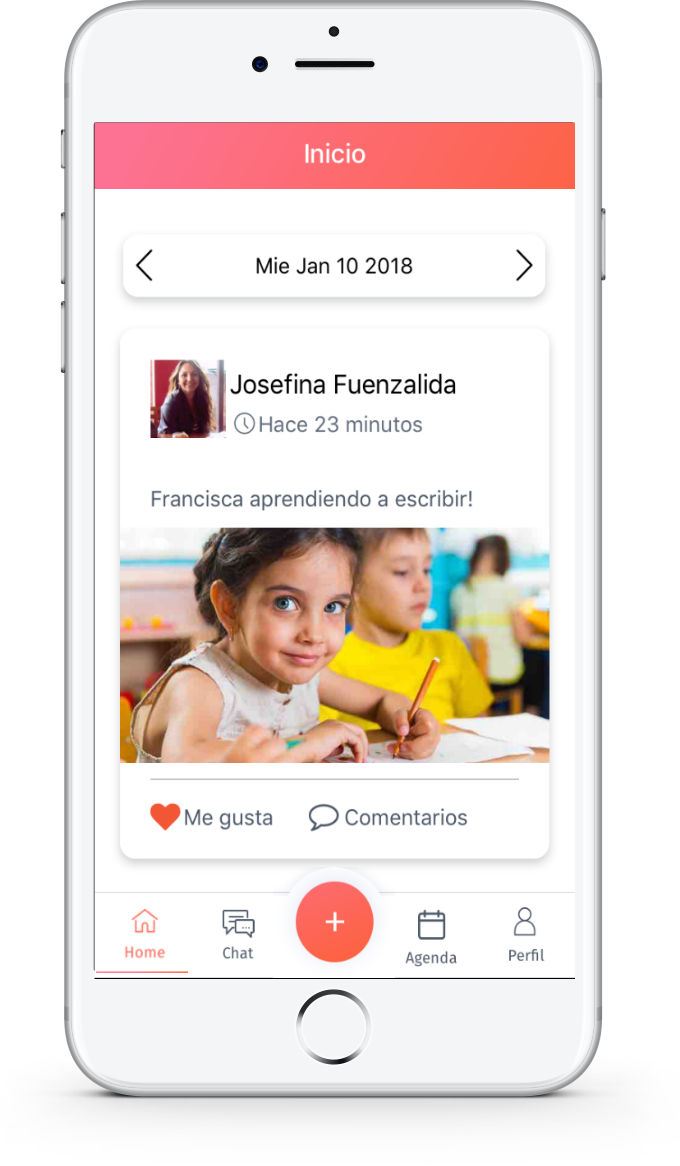 Inicio
Mie Jan 10 2018
Josefina Fuenzalida
Hace 23 minutos
Francisca aprendiendo a escribir!
Me gusta Comentarios
Home Chat + Agenda Perfil